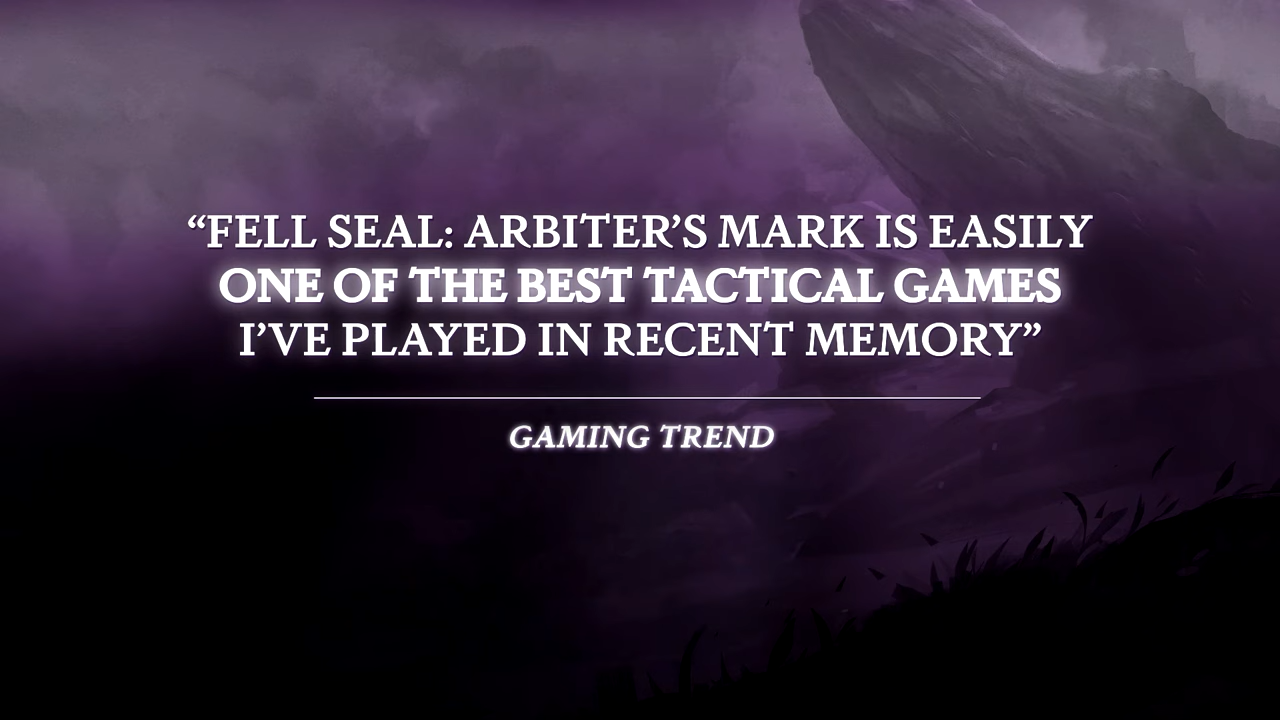 “FELL SEAL: ARBITER’S MARK IS EASILY
ONE OF THE BEST TACTICAL GAMES
I’VE PLAYED IN RECENT MEMORY”
GAMING TREND